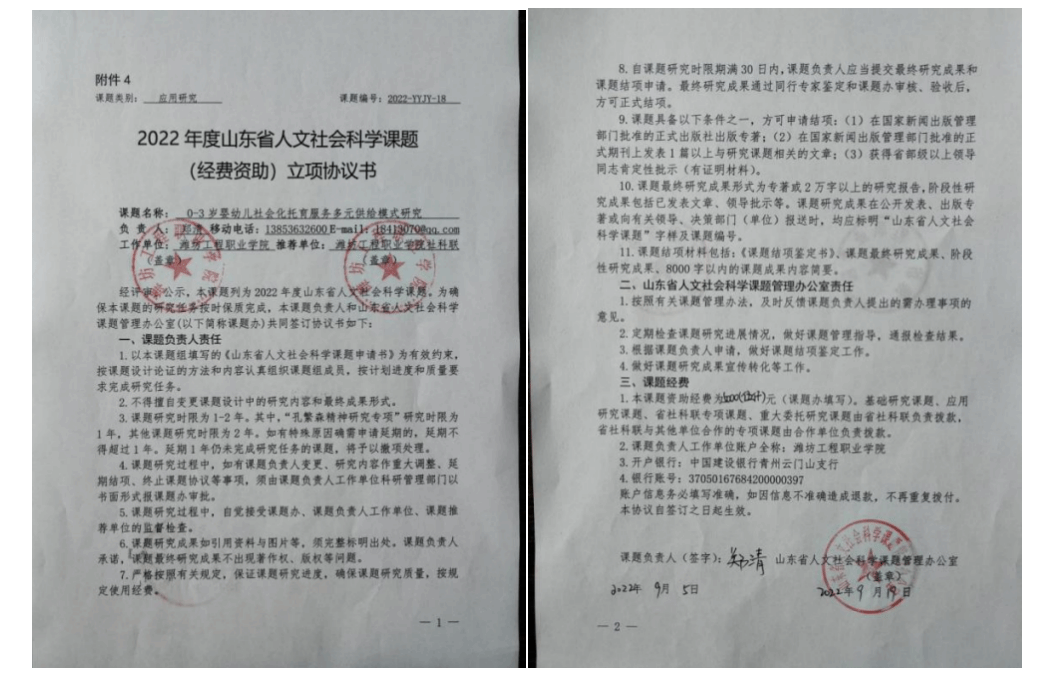 附件 4
课题类别： 应用研究 课题编号：2022-YYJY-18
2022 年度山东省人文社会科学课题
（经费资助）立项协议书
课题名称： 0-3 岁婴幼儿社会化托育服务多元供给模式研究
负 责 人：郑清 移动电话：13853632600 E-mail：1841307@qq.com
工作单位：潍坊工程职业学院 推荐单位： 潍坊工程职业学院社科联
（盖章） （盖章）
经评审、公示，本课题列为 2022 年度山东省人文社会科学课题，为确
保本课题的研究任务按时保质完成，本课题负责人和山东省人文社会科学
课题管理办公室(以下简称课题办)共同签订协议书如下：
一、课题负责人责任
1.以本课题组填写的《山东省人文社会科学课题申请书》为有效约束，
按课题设计论证的方法和内容认真组织课题组成员，按计划进度和质量要
求完成研究任务。
2.不得擅自变更课题设计中的研究内容和最终成果形式。
3.课题研究时限为 1-2 年。其中，“孔繁森精神研究专项”研究时限为
1 年，其他课题研究时限为 2 年。如有特殊原因确需申请延期的，延期不
得超过 1 年。延期 1 年仍未完成研究任务的课题，将予以撤项处理。
4.课题研究过程中，如有课题负责人变更、研究内容作重大调整、延
期结项、终止课题协议等事项，须由课题负责人工作单位科研管理部门以
书面形式报课题办审批。
5.课题研究过程中，自觉接受课题办、课题负责人工作单位、课题推
荐单位的监督检查。
6.课题研究成果如引用资料与图片等，须完整标明出处。课题负责人
承诺，课题最终研究成果不出现著作权、版权等问题。
7.严格按照有关规定，保证课题研究进度，确保课题研究质量，按规
定使用经费。
— 1 —
8.自课题研究时限期满 30 日内，课题负责人应当提交最终研究成果和
课题结项申请。最终研究成果通过同行专家鉴定和课题办审核、验收后，
方可正式结项。
9.课题具备以下条件之一，方可申请结项：（1）在国家新闻出版管理
部门批准的正式出版社出版专著；（2）在国家新闻出版管理部门批准的正
式期刊上发表 1 篇以上与研究课题相关的文章；（3）获得省部级以上领导
同志肯定性批示（有证明材料）。
10.课题最终研究成果形式为专著或 2 万字以上的研究报告，阶段性研
究成果包括已发表文章、领导批示等。课题研究成果在公开发表、出版专
著或向有关领导、决策部门（单位）报送时，均应标明“山东省人文社会
科学课题”字样及课题编号。
11.课题结项材料包括：《课题结项鉴定书》、课题最终研究成果、阶段
性研究成果、8000 字以内的课题成果内容简要。
二、山东省人文社会科学课题管理办公室责任
1.按照有关课题管理办法，及时反馈课题负责人提出的需办理事项的
意见。
2.定期检查课题研究进展情况，做好课题管理指导，通报检查结果。
3.根据课题负责人申请，做好课题结项鉴定工作。
4.做好课题研究成果宣传转化等工作。
三、课题经费
1.本课题资助经费为 元（课题办填写）。基础研究课题、应用
研究课题、省社科联专项课题、重大委托研究课题由省社科联负责拨款，
省社科联与其他单位合作的专项课题由合作单位负责拨款。
2.课题负责人工作单位账户全称：潍坊工程职业学院
3.开户银行：中国建设银行青州云门山支行
4.银行账号：37050167684200000397
账户信息务必填写准确，如因信息不准确造成退款，不再重复拨付。
本协议自签订之日起生效。
课题负责人（签字）：郑清 山东省人文社会科学课题管理办公室
（盖章）
2022年 9月 5日 2022年 9 月 19日
— 2 —